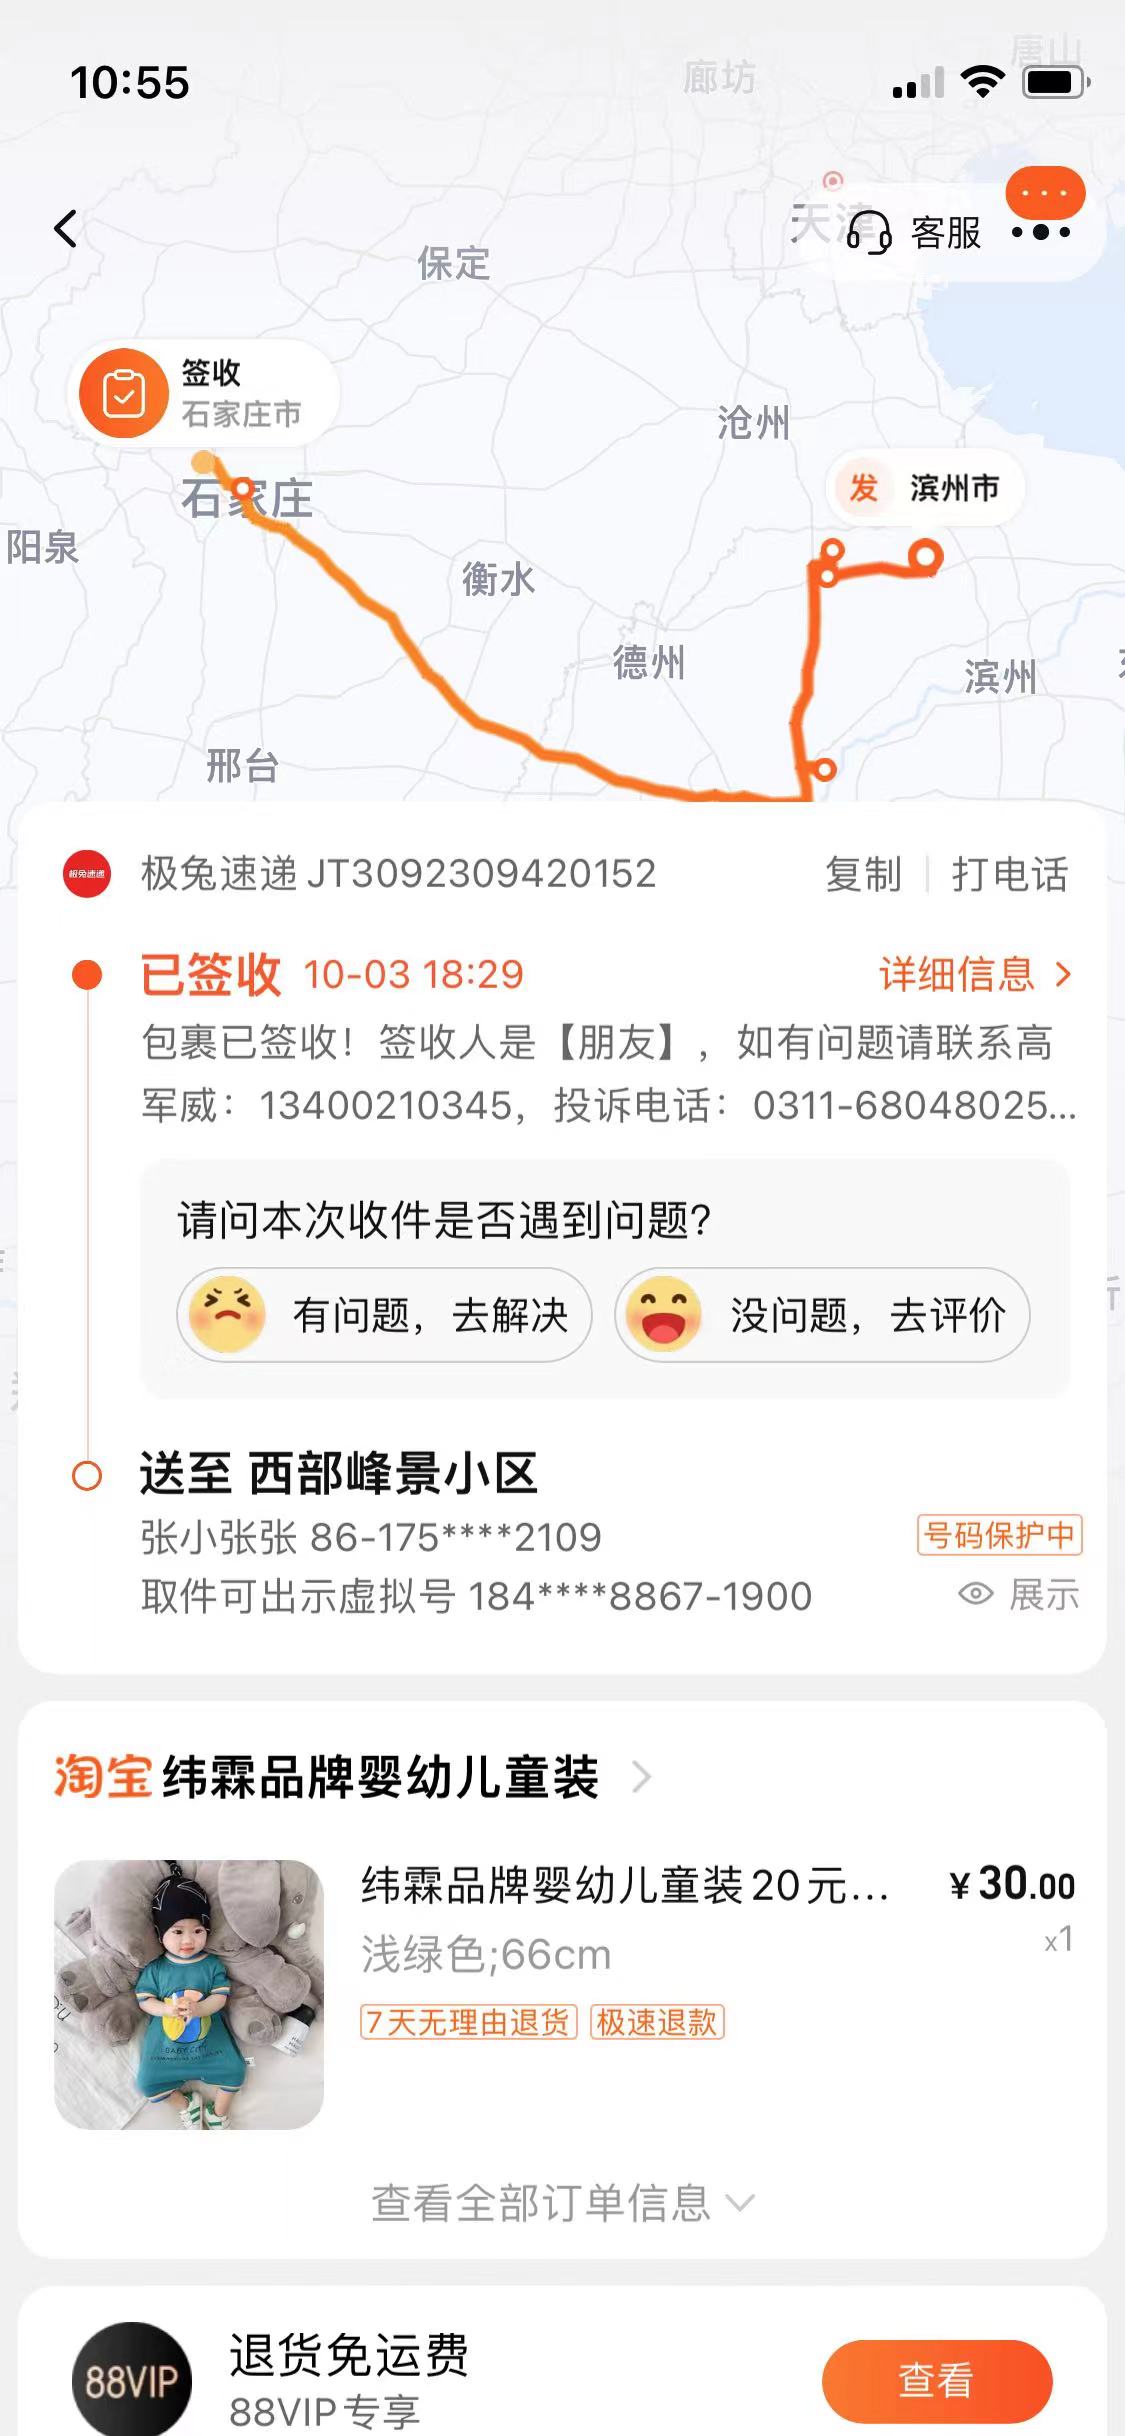 10:55
廊坊
唐山
天津
客服
保定
签收
石家庄市
沧州
发 滨州市
石家庄
阳泉
衡水
德州
滨州
邢台
极兔速递
极兔速递 JT3092309420152
复制
打电话
已签收 10-03 18:29
详细信息
包裹已签收！签收人是【朋友】，如有问题请联系高
军威：13400210345，投诉电话：0311-68048025...
请问本次收件是否遇到问题?
有问题，去解决
没问题，去评价
送至 西部峰景小区
张小张张 86-175****2109
号码保护中
取件可出示虚拟号 184****8867-1900
展示
淘宝 纬霖品牌婴幼儿童装
纬霖品牌婴幼儿童装20元...
¥30.00
浅绿色;66cm
x1
7天无理由退货
极速退款
BABY CITY
查看全部订单信息
88VIP
退货免运费
88VIP专享
查看